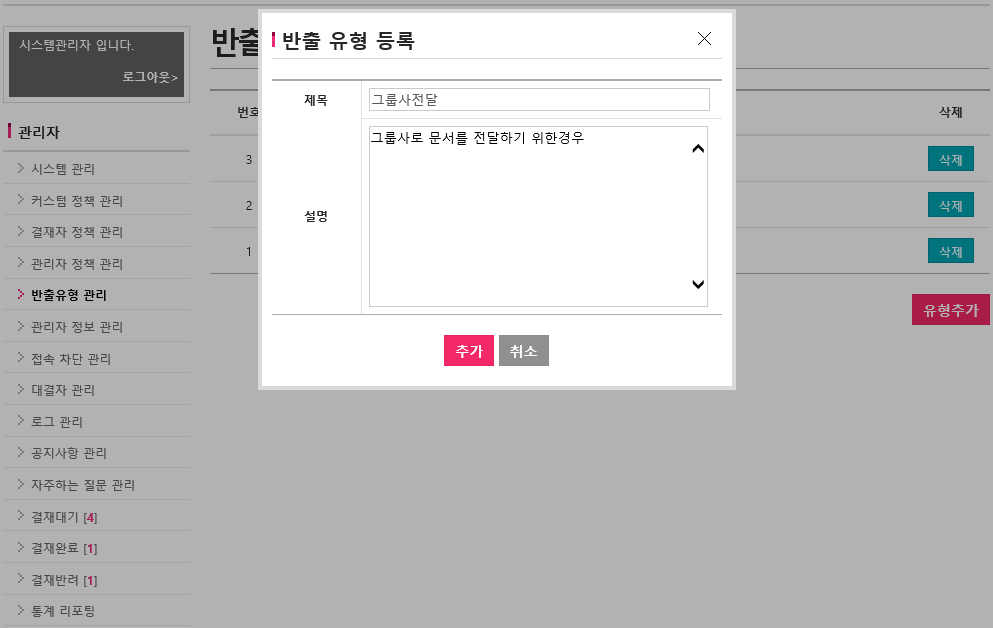 시스템관리자 입니다.
로그아웃>
관리자
시스템 관리
커스텀 정책 관리
결재자 정책 관리
관리자 정책 관리
반출유형 관리
관리자 정보 관리
접속 차단 관리
대결자 관리
로그 관리
공지사항 관리
자주하는 질문 관리
결재대기 [4]
결재완료 [1]
결재반려 [1]
통계 리포팅
반출
번호
삭제
3
삭제
2
삭제
1
삭제
유형추가
반출 유형 등록
제목
그룹사전달
설명
그룹사로 문서를 전달하기 위한경우
추가
취소